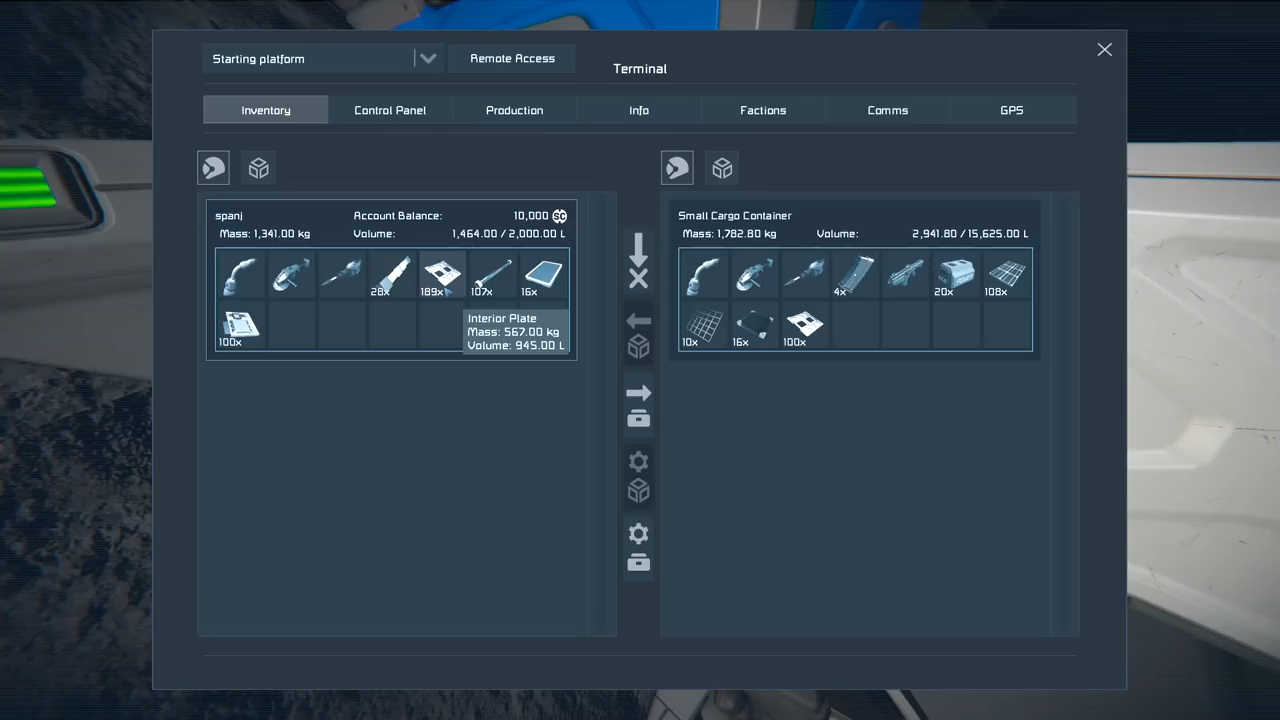 Starting platform
Remote Access
Terminal
Inventory
Control Panel
Production
Info
Factions
Comms
GPS
spanj
Account Balance:
10,000 SC
Mass: 1,341.00 kg
Volume:
1,464.00 / 2,000.00 L
28x
189x
107x
16x
100x
Interior Plate
Mass: 567.00 kg
Volume: 945.00 L
Small Cargo Container
Mass: 1,782.80 kg
Volume:
2,941.80 / 15,625.00 L
4x
20x
108x
10x
16x
100x